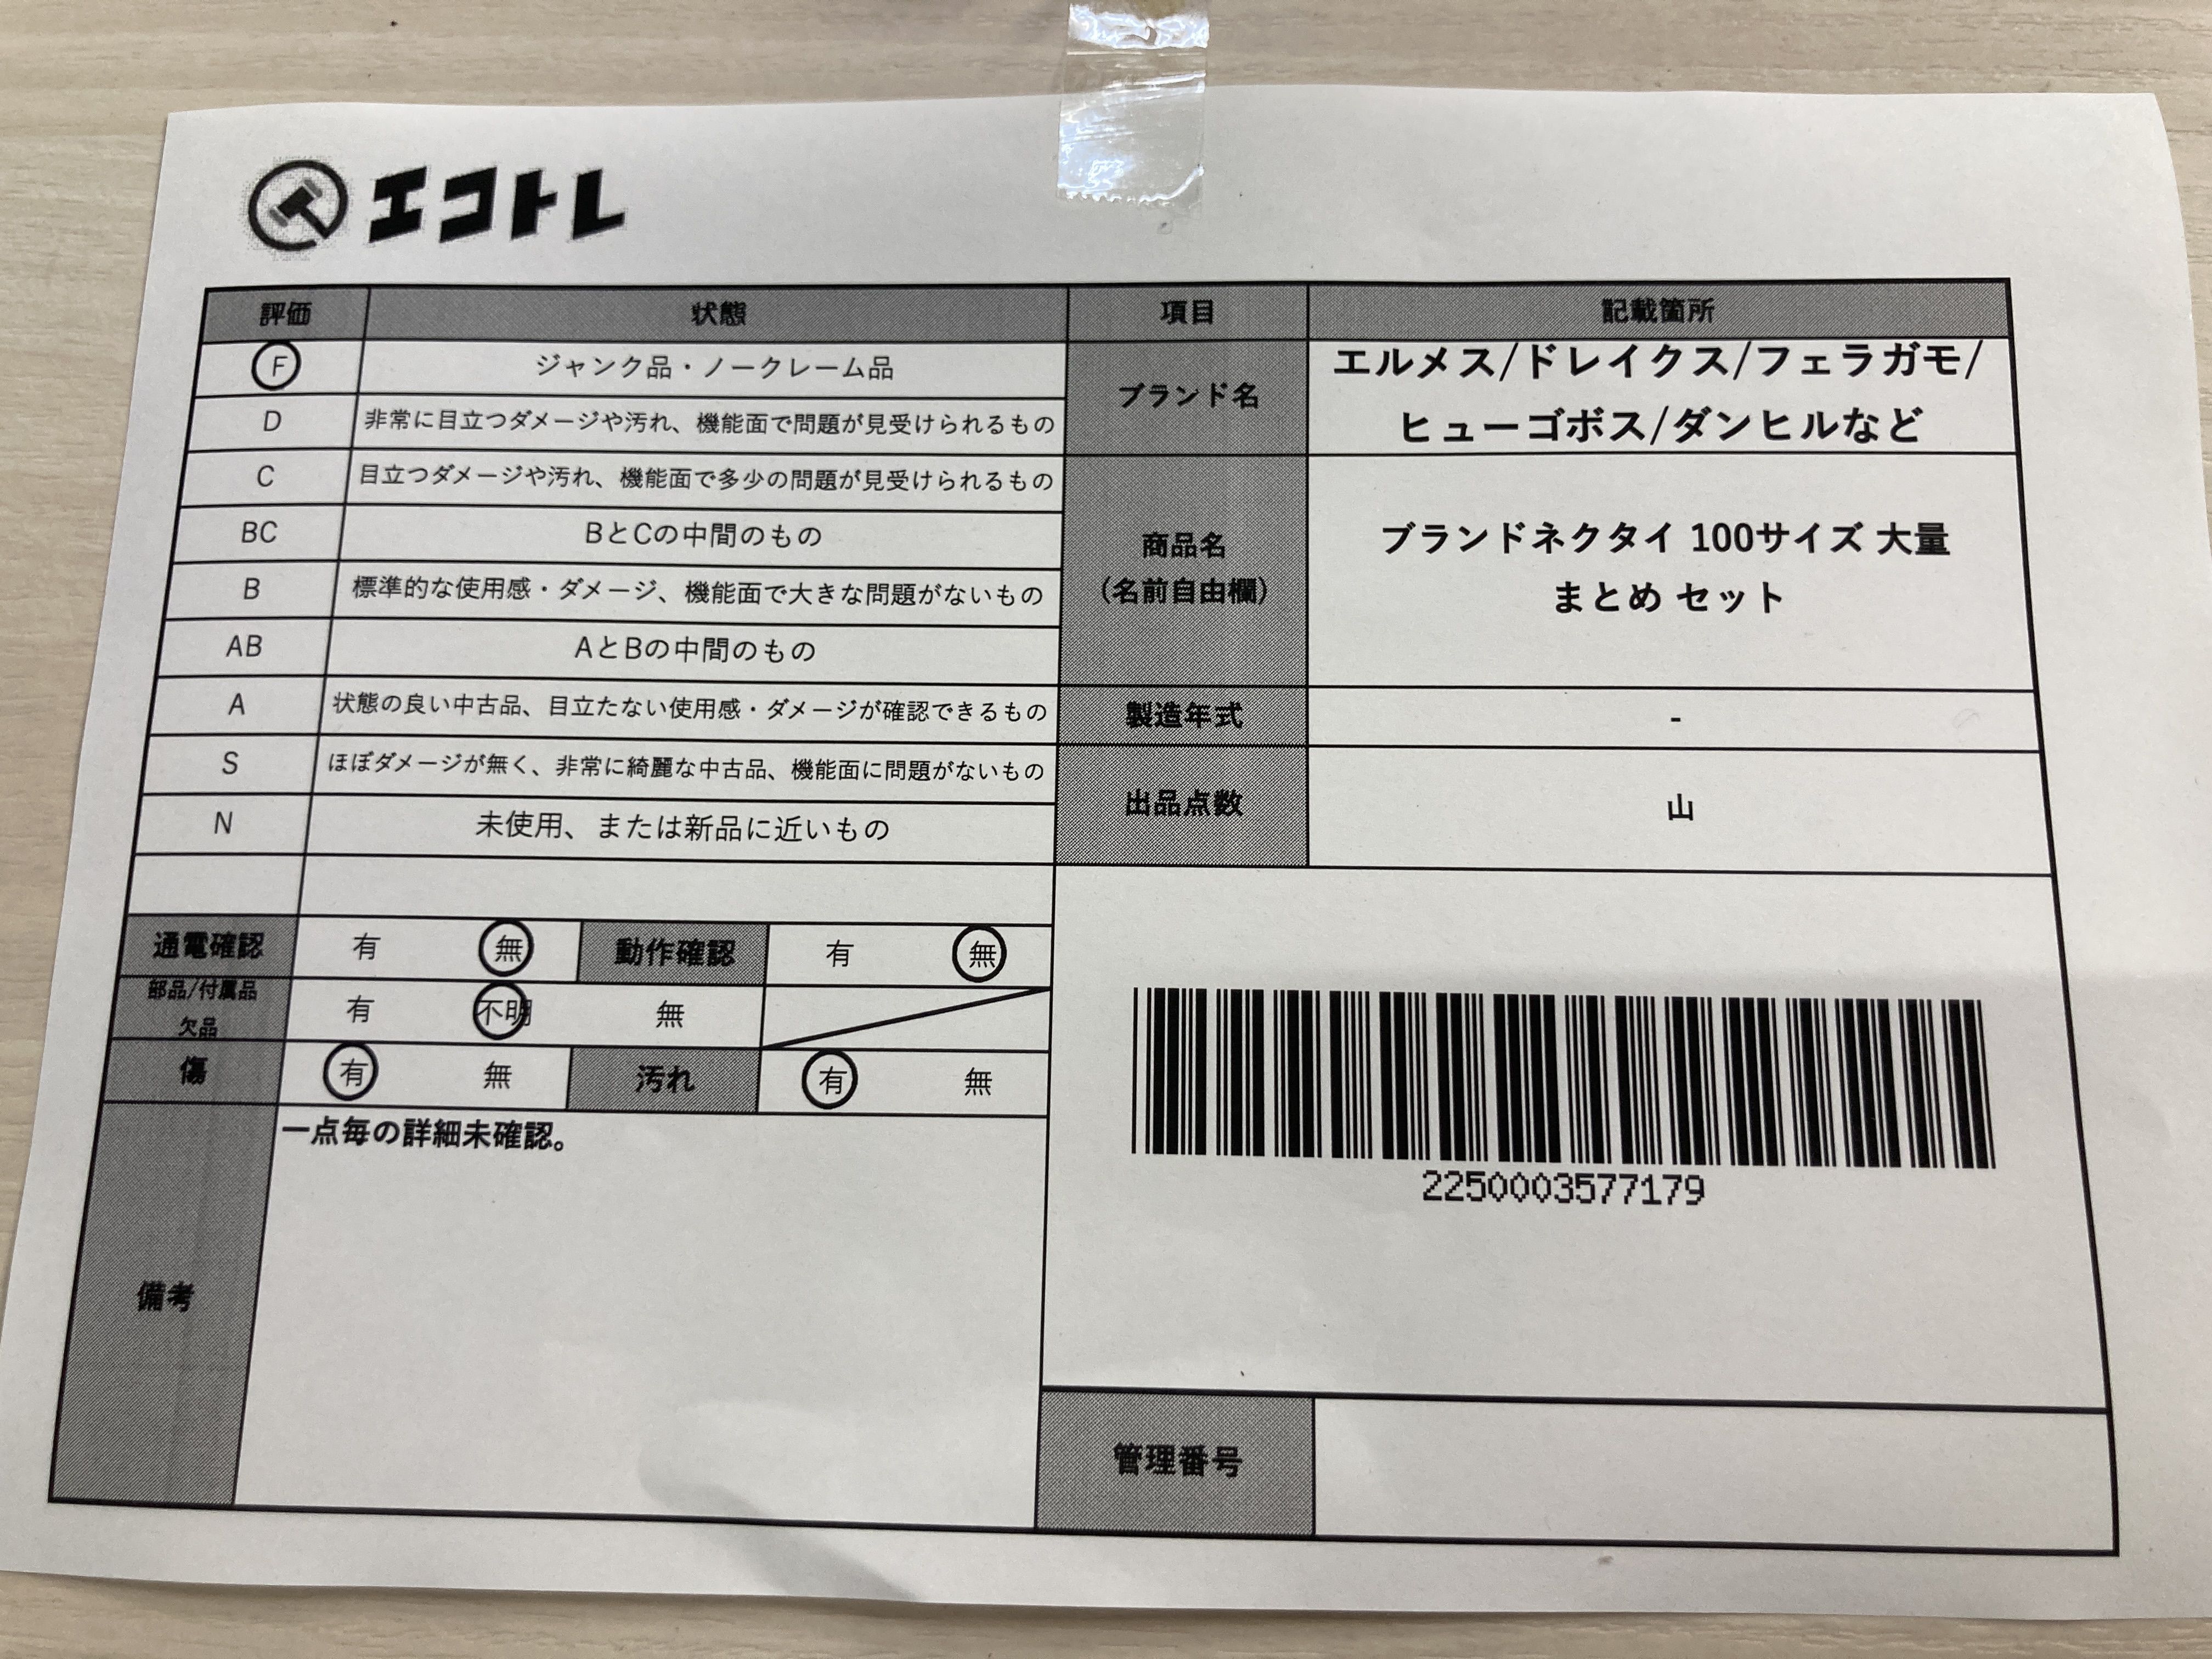 エコトレ
評価 状態 項目 記載箇所
F ジャンク品・ノークレーム品
D 非常に目立つダメージや汚れ、機能面で問題が見受けられるもの
C 目立つダメージや汚れ、機能面で多少の問題が見受けられるもの
BC BとCの中間のもの
B 標準的な使用感・ダメージ、機能面で大きな問題がないもの
AB AとBの中間のもの
A 状態の良い中古品、目立たない使用感・ダメージが確認できるもの
S ほぼダメージが無く、非常に綺麗な中古品、機能面に問題がないもの
N 未使用、または新品に近いもの
ブランド名
エルメス/ドレイクス/フェラガモ/
ヒューゴボス/ダンヒルなど
商品名
(名前自由欄)
ブランドネクタイ 100サイズ 大量
まとめ セット
製造年式 -
出品点数 山
通電確認 有 無 動作確認 有 無
部品/付属品
欠品
有 不明 無
傷 有 無 汚れ 有 無
備考
一点毎の詳細未確認。
2250003577179
管理番号